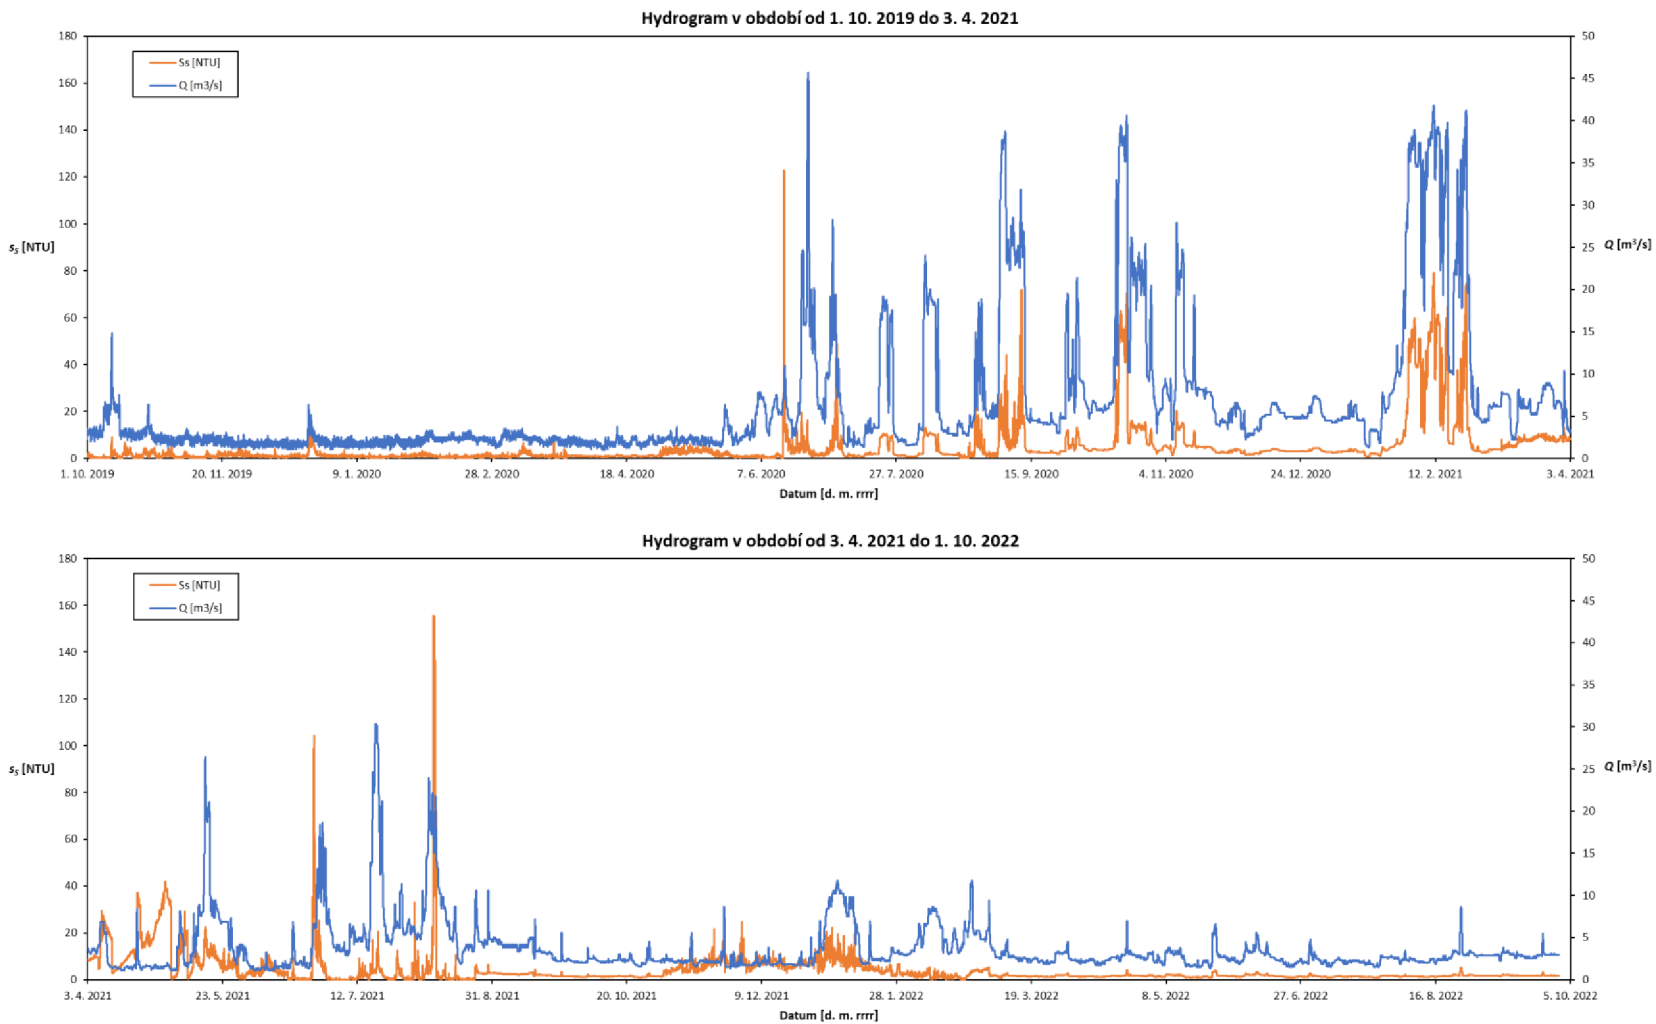 Hydrogram v období od 1. 10. 2019 do 3. 4. 2021
180
160
140
120
100
80
60
40
20
0
50
45
40
35
30
25
20
15
10
5
0
Ss [NTU]
Q [m3/s]
sS [NTU]
Q [m³/s]
1. 10. 2019
20. 11. 2019
9. 1. 2020
28. 2. 2020
18. 4. 2020
7. 6. 2020
27. 7. 2020
15. 9. 2020
4. 11. 2020
24. 12. 2020
12. 2. 2021
3. 4. 2021
Datum [d. m. rrrr]
Hydrogram v období od 3. 4. 2021 do 1. 10. 2022
180
160
140
120
100
80
60
40
20
0
50
45
40
35
30
25
20
15
10
5
0
Ss [NTU]
Q [m3/s]
sS [NTU]
Q [m³/s]
3. 4. 2021
23. 5. 2021
12. 7. 2021
31. 8. 2021
20. 10. 2021
9. 12. 2021
28. 1. 2022
19. 3. 2022
8. 5. 2022
27. 6. 2022
16. 8. 2022
5. 10. 2022
Datum [d. m. rrrr]